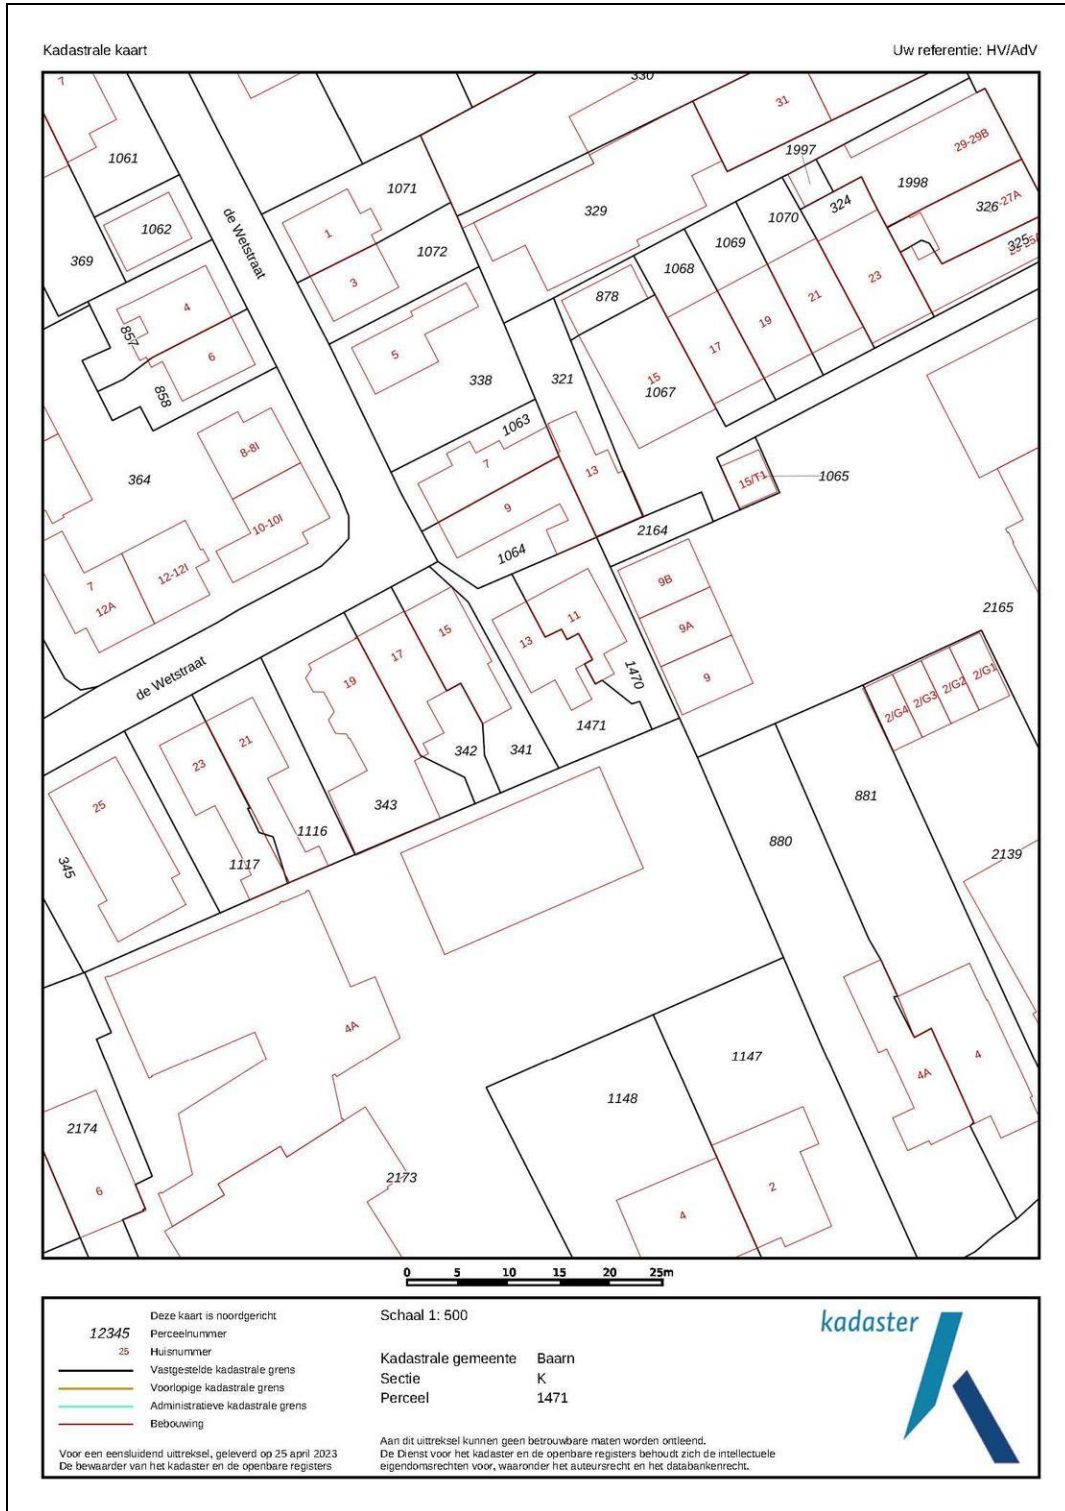 Kadastrale kaart
Uw referentie: HV/AdV
7
330
31
1061
1997
29-29B
1071
1998
1062
de Wetstraat
329
1070
324
326
-27A
1
1072
1069
325
369
1068
3
4
878
23
21
857
19
6
5
17
338
321
15
858
1067
1063
8-8I
7
13
364
15/T1
1065
9
10-10I
2164
1064
12-12I
7
9B
12A
11
2165
15
13
9A
17
de Wetstraat
1470
9
19
2/G1
2/G2
2/G3
2/G4
21
1471
23
342
341
25
343
881
1116
880
345
1117
2139
4A
4
1147
4A
1148
2174
2173
6
2
4
0 5 10 15 20 25m
Deze kaart is noordgericht
12345 Perceelnummer
25 Huisnummer
Vastgestelde kadastrale grens
Voorlopige kadastrale grens
Administratieve kadastrale grens
Bebouwing
Voor een eensluidend uittreksel, geleverd op 25 april 2023
De bewaarder van het kadaster en de openbare registers
Schaal 1: 500
Kadastrale gemeente Baarn
Sectie K
Perceel 1471
Aan dit uittreksel kunnen geen betrouwbare maten worden ontleend.
De Dienst voor het kadaster en de openbare registers behoudt zich de intellectuele
eigendomsrechten voor, waaronder het auteursrecht en het databankenrecht.
kadaster